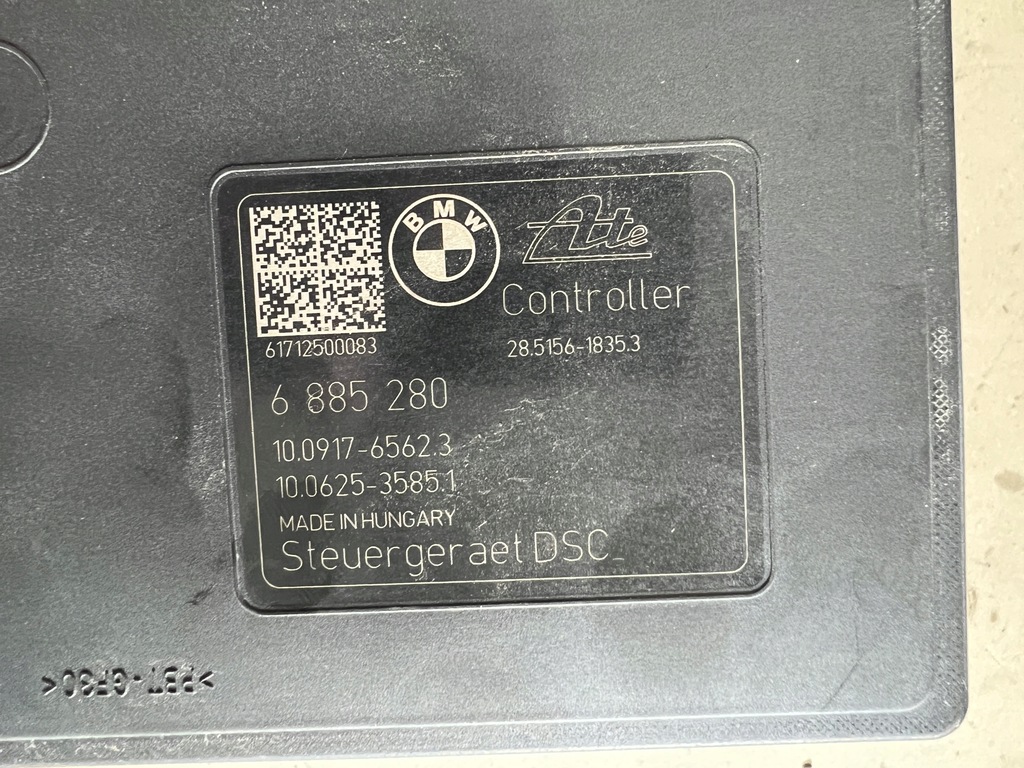 BMW
Ate
Controller
61712500083
28.5156-1835.3
6 885 280
10.0917-6562.3
10.0625-3585.1
MADE IN HUNGARY
Steuergeraet DSC_
>PBT-GF30<